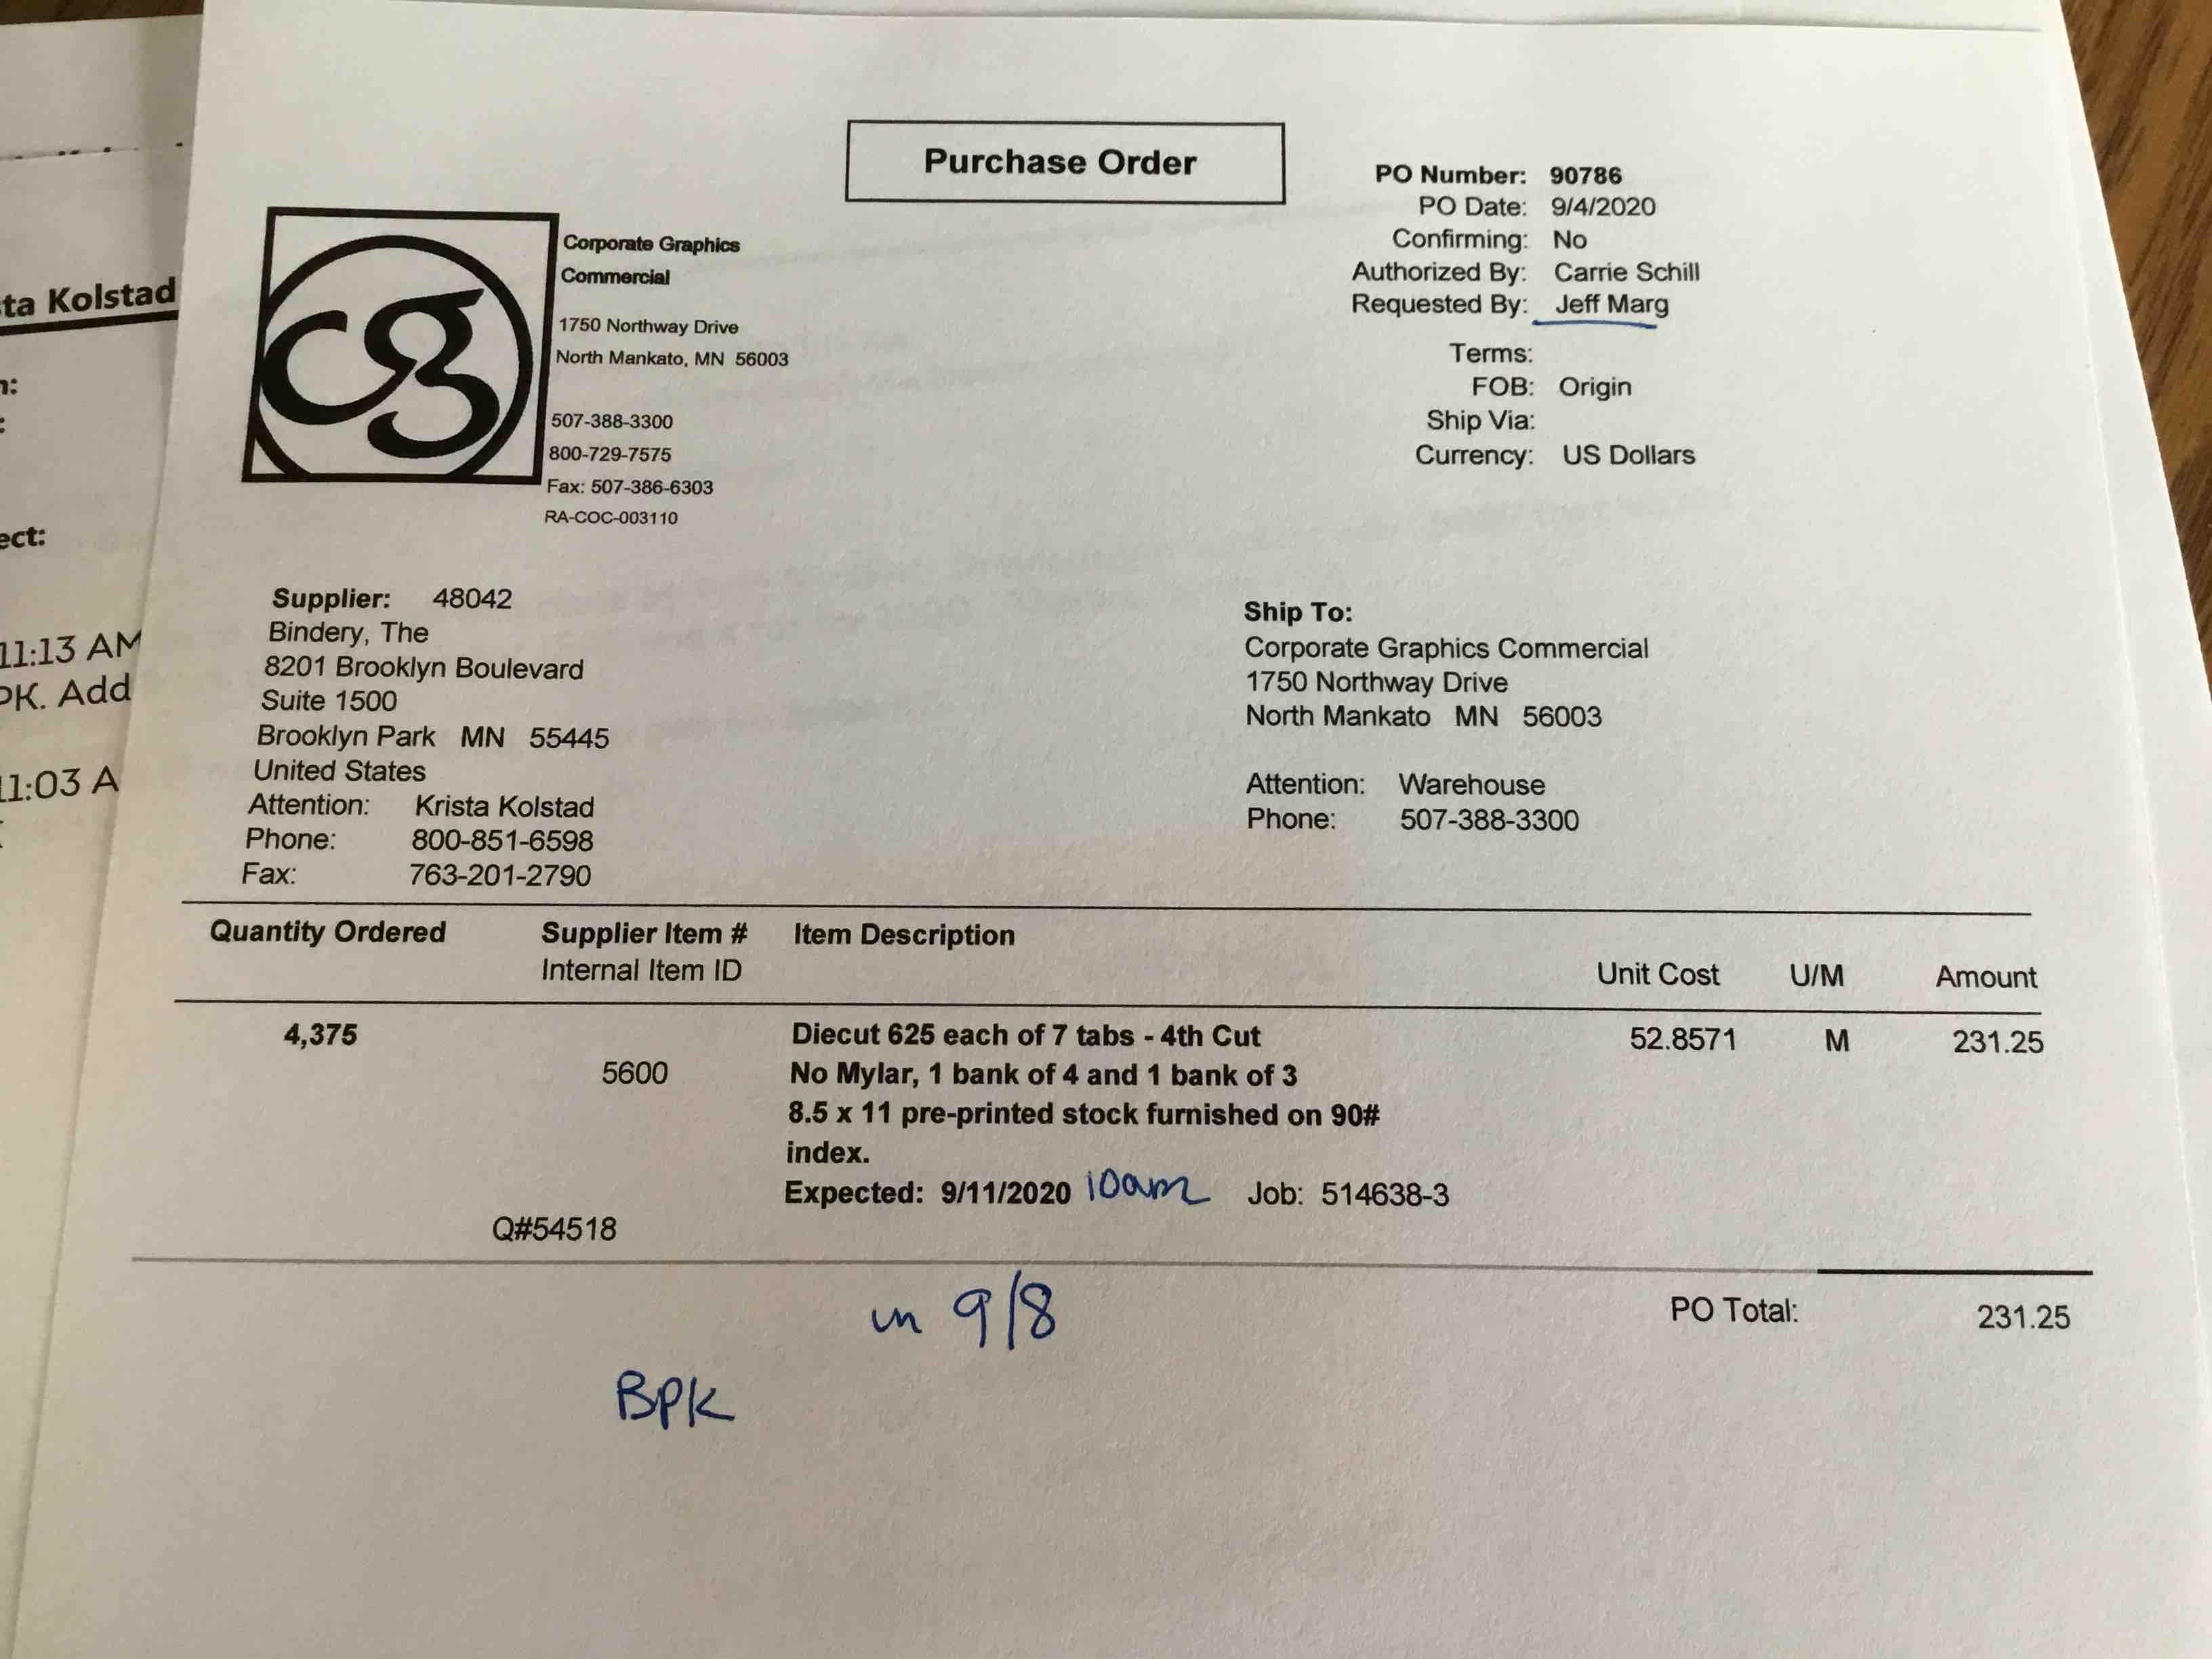 ta Kolstad
ect:
11:13 AM
OK. Add
11:03 A
Purchase Order
cg
Corporate Graphics
Commercial
1750 Northway Drive
North Mankato, MN 56003
507-388-3300
800-729-7575
Fax: 507-386-6303
RA-COC-003110
PO Number: 90786
PO Date: 9/4/2020
Confirming: No
Authorized By: Carrie Schill
Requested By: Jeff Marg
Terms:
FOB: Origin
Ship Via:
Currency: US Dollars
Supplier: 48042
Bindery, The
8201 Brooklyn Boulevard
Suite 1500
Brooklyn Park MN 55445
United States
Attention: Krista Kolstad
Phone: 800-851-6598
Fax: 763-201-2790
Ship To:
Corporate Graphics Commercial
1750 Northway Drive
North Mankato MN 56003
Attention: Warehouse
Phone: 507-388-3300
Quantity Ordered Supplier Item # Item Description
Internal Item ID Unit Cost U/M Amount
4,375 Diecut 625 each of 7 tabs - 4th Cut 52.8571 M 231.25
5600 No Mylar, 1 bank of 4 and 1 bank of 3
8.5 x 11 pre-printed stock furnished on 90#
index.
Expected: 9/11/2020 10am Job: 514638-3
Q#54518
in 9/8 PO Total: 231.25
BPK